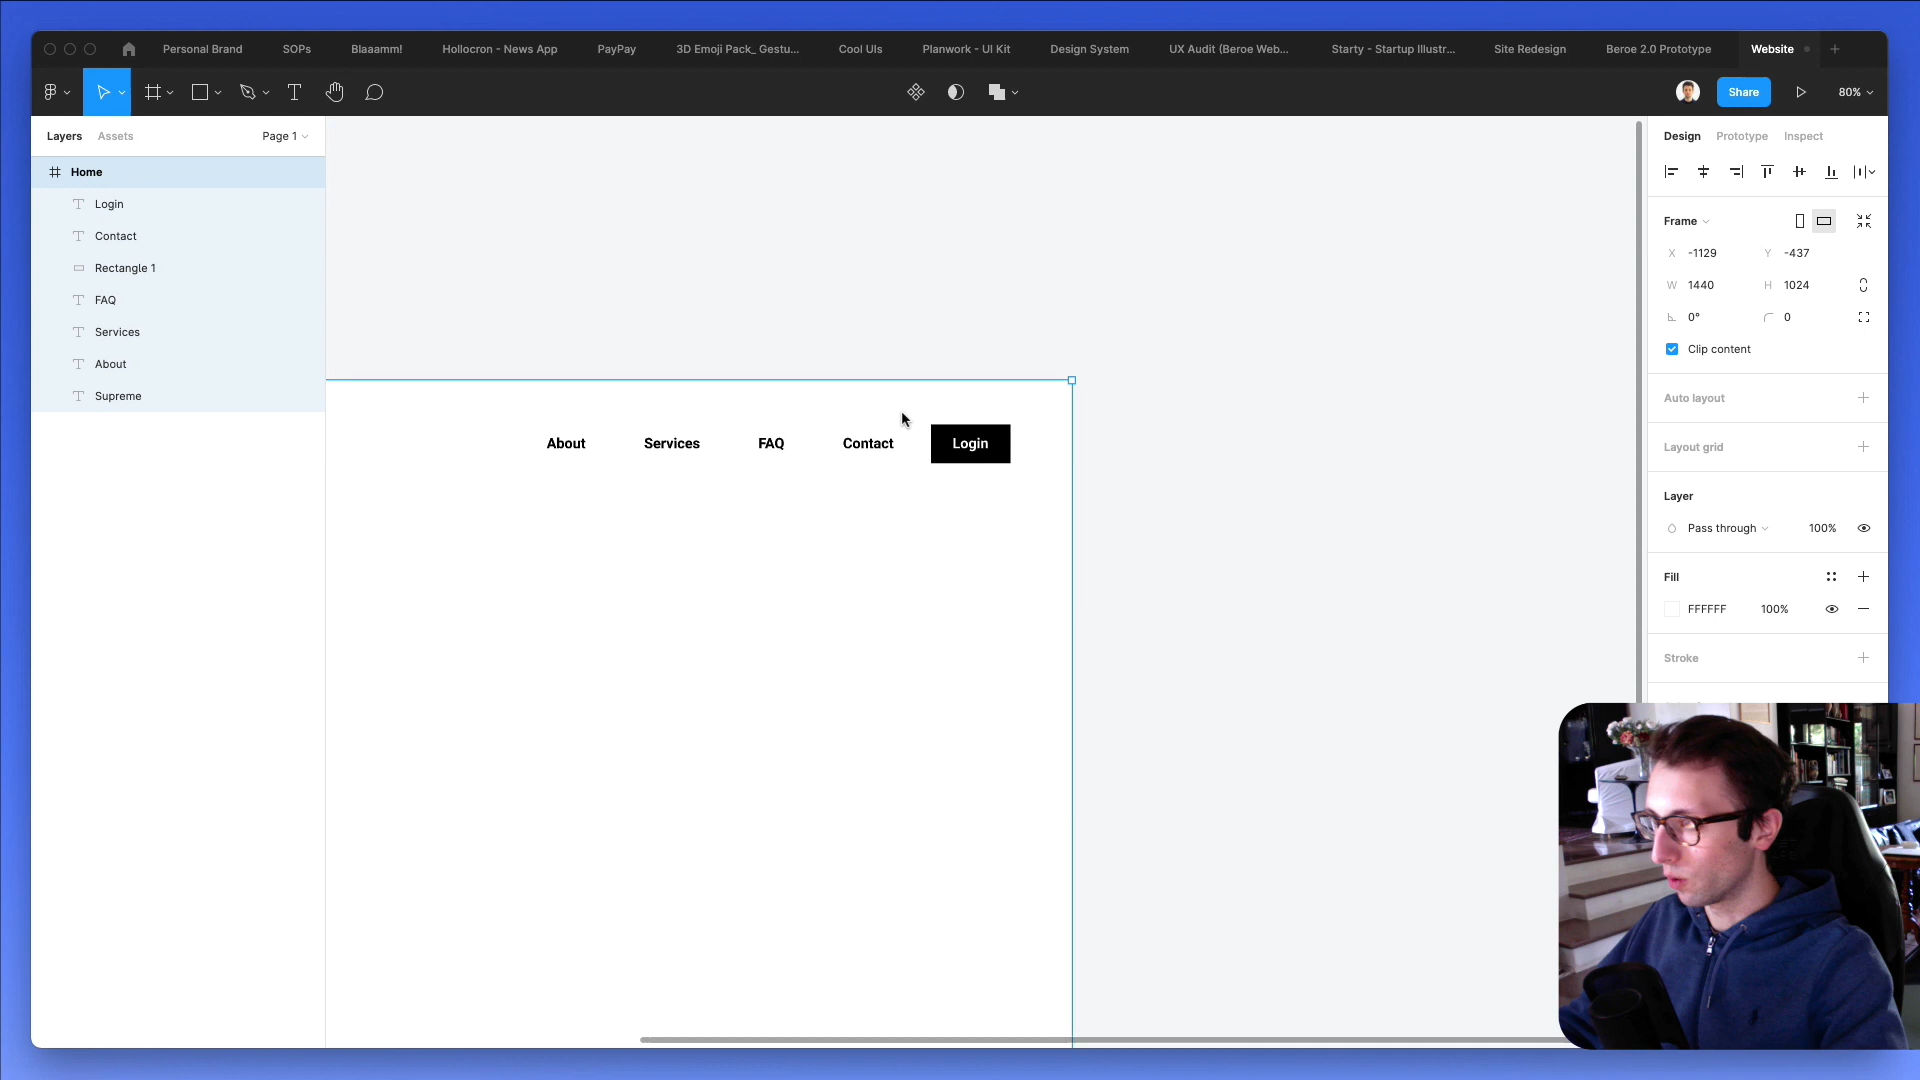 Personal Brand
SOPs
Blaaamm!
Hollocron - News App
PayPay
3D Emoji Pack_ Gestu...
Cool UIs
Planwork - UI Kit
Design System
UX Audit (Beroe Web...
Starty - Startup Illustr...
Site Redesign
Beroe 2.0 Prototype
Website
Share
80%
Layers
Assets
Page 1
Home
Login
Contact
Rectangle 1
FAQ
Services
About
Supreme
About
Services
FAQ
Contact
Login
Design
Prototype
Inspect
Frame
X -1129
Y -437
W 1440
H 1024
0°
0
Clip content
Auto layout
Layout grid
Layer
Pass through
100%
Fill
FFFFFF
100%
Stroke